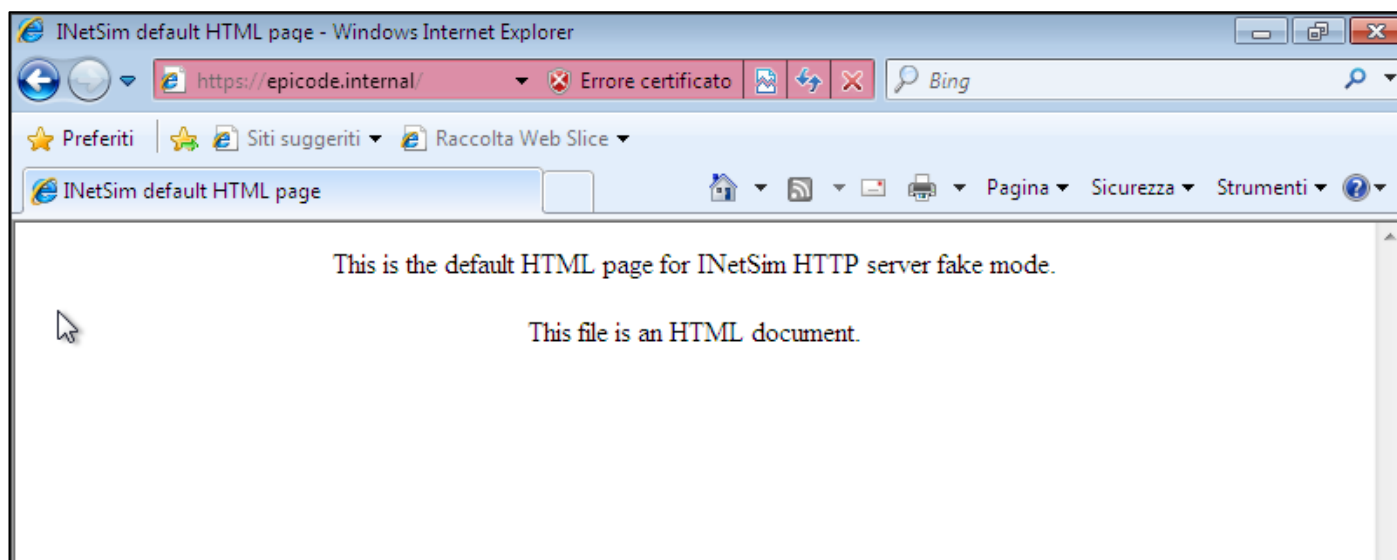 INetSim default HTML page - Windows Internet Explorer
https://epicode.internal/ Errore certificato Bing
Preferiti Siti suggeriti Raccolta Web Slice
INetSim default HTML page Pagina Sicurezza Strumenti
This is the default HTML page for INetSim HTTP server fake mode.
This file is an HTML document.